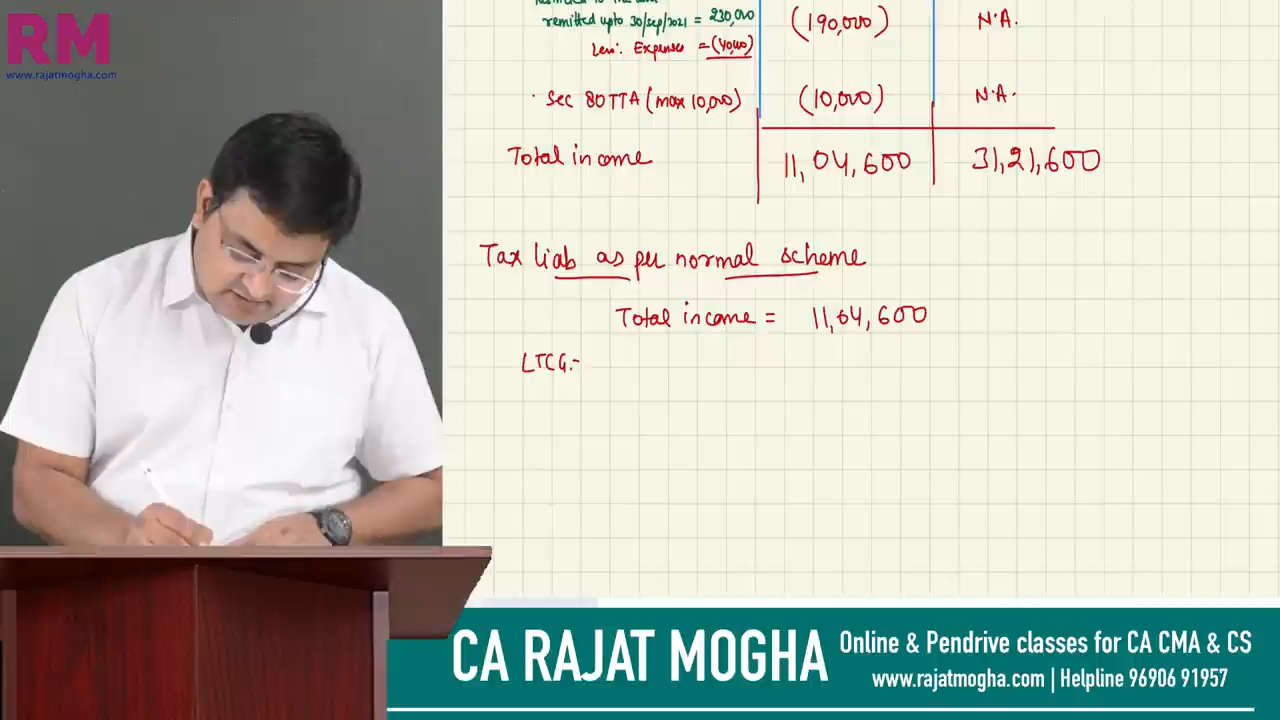 RM
www.rajatmogha.com
remitted upto 30/sep/2021 = 230,000 (190,000) N.A.
Less: Expenses = (40,000)
· Sec 80TTA (max 10,000) (10,000) N.A.
Total income 11,04,600 31,21,600
Tax liab as per normal scheme
Total income = 11,04,600
LTCG:-
CA RAJAT MOGHA
Online & Pendrive classes for CA CMA & CS
www.rajatmogha.com | Helpline 96906 91957